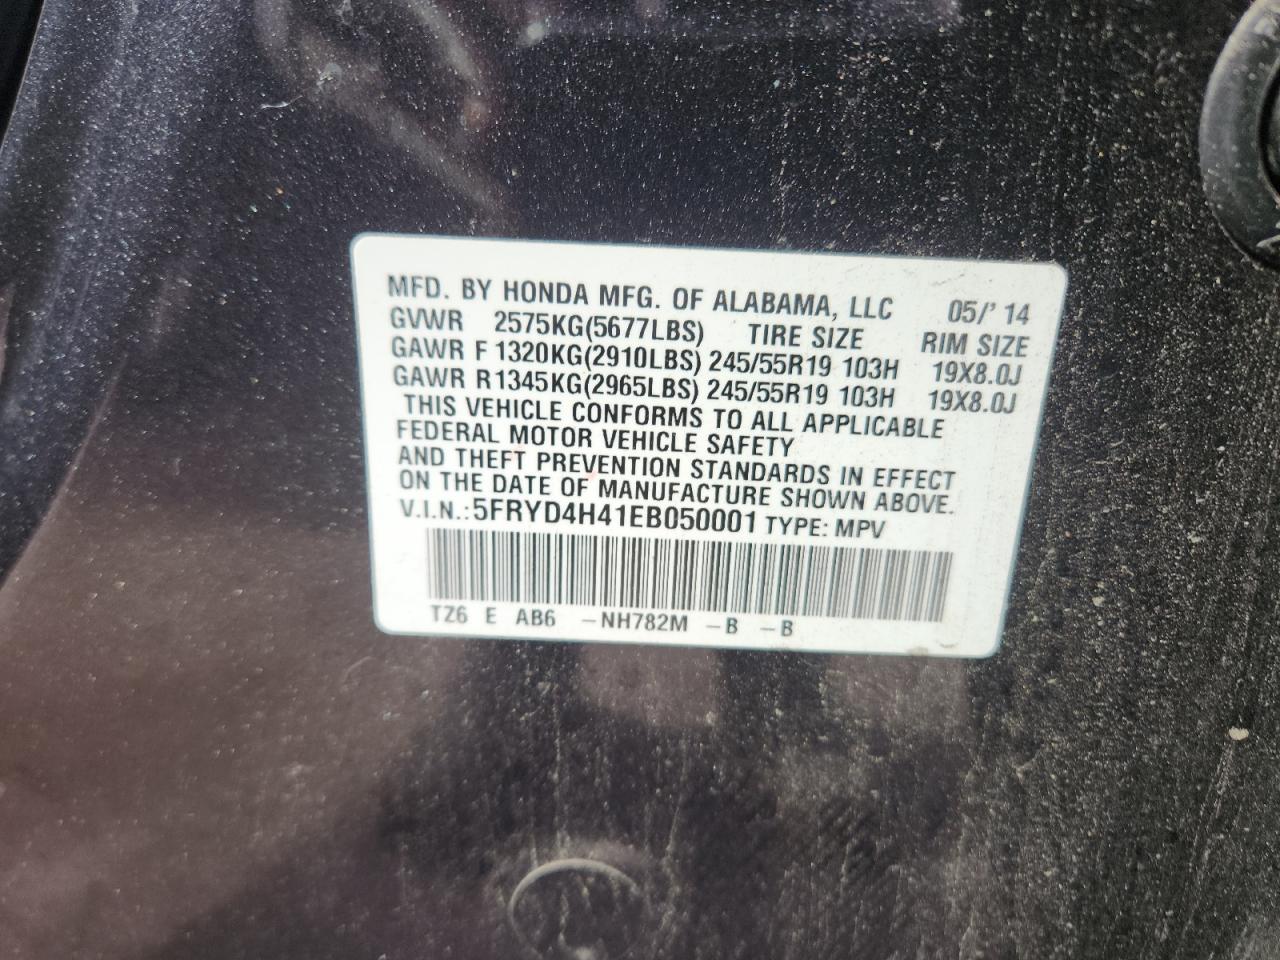 MFD. BY HONDA MFG. OF ALABAMA, LLC 05/' 14
GVWR 2575KG(5677LBS) TIRE SIZE RIM SIZE
GAWR F 1320KG(2910LBS) 245/55R19 103H 19X8.0J
GAWR R1345KG(2965LBS) 245/55R19 103H 19X8.0J
THIS VEHICLE CONFORMS TO ALL APPLICABLE
FEDERAL MOTOR VEHICLE SAFETY
AND THEFT PREVENTION STANDARDS IN EFFECT
ON THE DATE OF MANUFACTURE SHOWN ABOVE.
V.I.N.:5FRYD4H41EB050001 TYPE: MPV
TZ6 E AB6 -NH782M -B -B